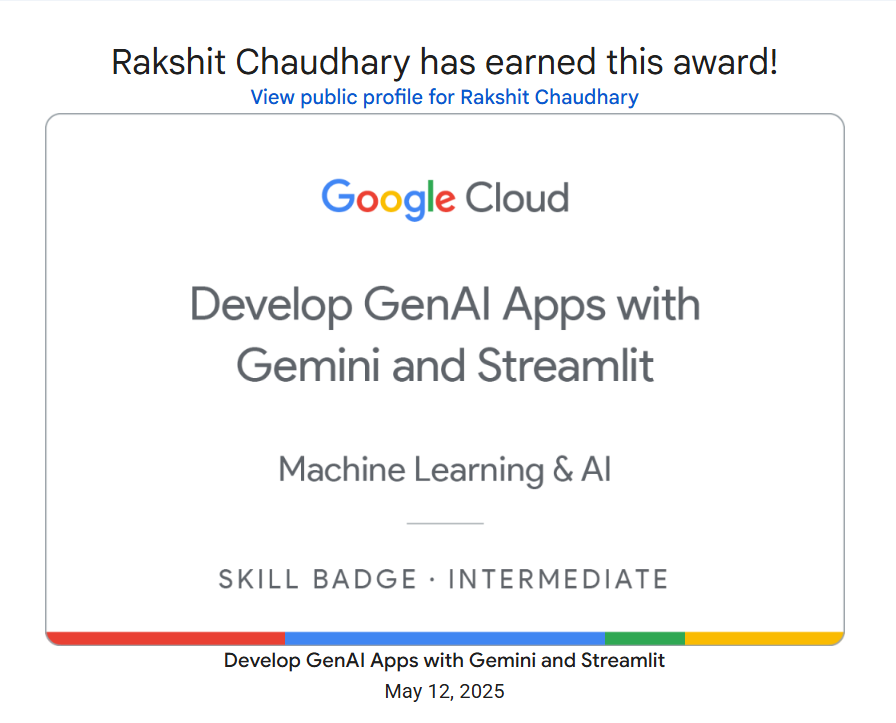 Rakshit Chaudhary has earned this award!
View public profile for Rakshit Chaudhary
Google Cloud
Develop GenAI Apps with
Gemini and Streamlit
Machine Learning & AI
SKILL BADGE · INTERMEDIATE
Develop GenAI Apps with Gemini and Streamlit
May 12, 2025